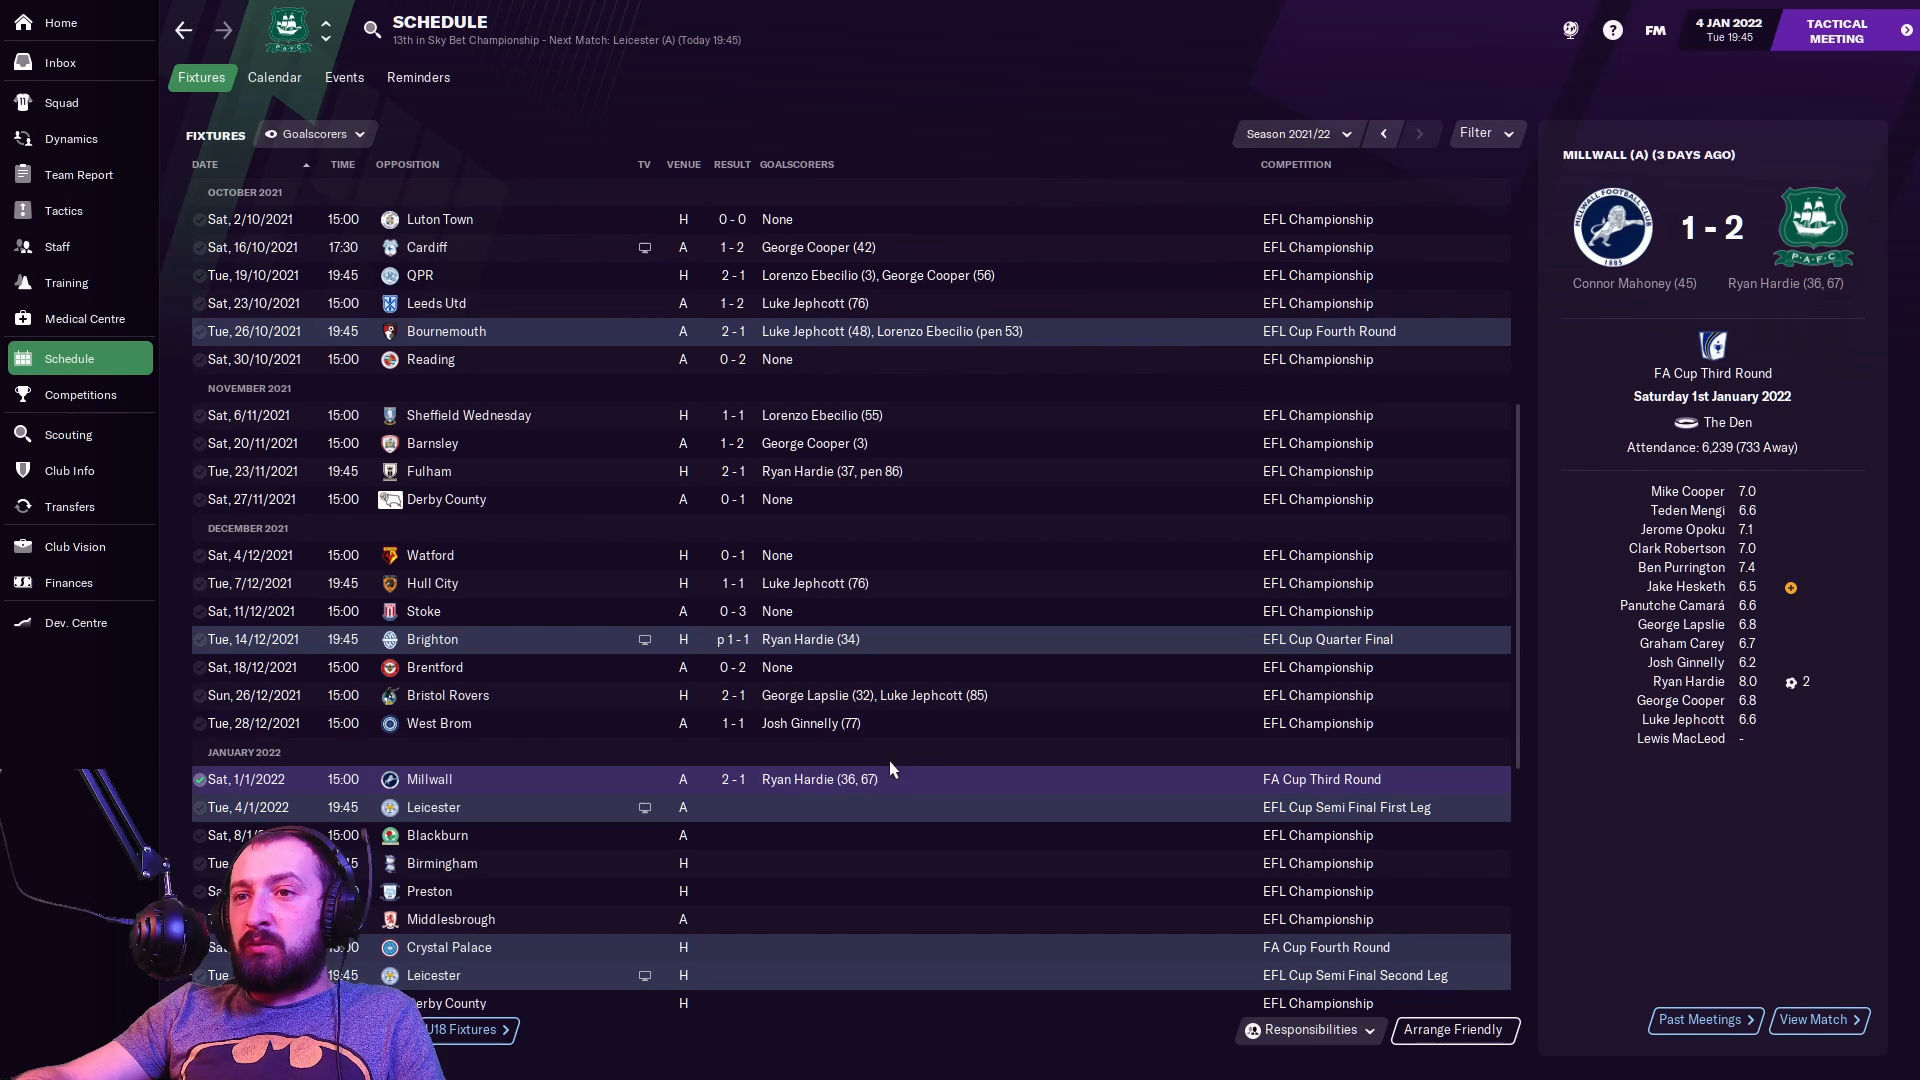 Home
Inbox
Squad
Dynamics
Team Report
Tactics
Staff
Training
Medical Centre
Schedule
Competitions
Scouting
Club Info
Transfers
Club Vision
Finances
Dev. Centre
SCHEDULE
13th in Sky Bet Championship - Next Match: Leicester (A) (Today 19:45)
FM
4 JAN 2022
Tue 19:45
TACTICAL MEETING
Fixtures Calendar Events Reminders
FIXTURES Goalscorers Season 2021/22 Filter
DATE TIME OPPOSITION TV VENUE RESULT GOALSCORERS COMPETITION
OCTOBER 2021
Sat, 2/10/2021 15:00 Luton Town H 0 - 0 None EFL Championship
Sat, 16/10/2021 17:30 Cardiff A 1 - 2 George Cooper (42) EFL Championship
Tue, 19/10/2021 19:45 QPR H 2 - 1 Lorenzo Ebecilio (3), George Cooper (56) EFL Championship
Sat, 23/10/2021 15:00 Leeds Utd A 1 - 2 Luke Jephcott (76) EFL Championship
Tue, 26/10/2021 19:45 Bournemouth A 2 - 1 Luke Jephcott (48), Lorenzo Ebecilio (pen 53) EFL Cup Fourth Round
Sat, 30/10/2021 15:00 Reading A 0 - 2 None EFL Championship
NOVEMBER 2021
Sat, 6/11/2021 15:00 Sheffield Wednesday H 1 - 1 Lorenzo Ebecilio (55) EFL Championship
Sat, 20/11/2021 15:00 Barnsley A 1 - 2 George Cooper (3) EFL Championship
Tue, 23/11/2021 19:45 Fulham H 2 - 1 Ryan Hardie (37, pen 86) EFL Championship
Sat, 27/11/2021 15:00 Derby County A 0 - 1 None EFL Championship
DECEMBER 2021
Sat, 4/12/2021 15:00 Watford H 0 - 1 None EFL Championship
Tue, 7/12/2021 19:45 Hull City H 1 - 1 Luke Jephcott (76) EFL Championship
Sat, 11/12/2021 15:00 Stoke A 0 - 3 None EFL Championship
Tue, 14/12/2021 19:45 Brighton H p 1 - 1 Ryan Hardie (34) EFL Cup Quarter Final
Sat, 18/12/2021 15:00 Brentford A 0 - 2 None EFL Championship
Sun, 26/12/2021 15:00 Bristol Rovers H 2 - 1 George Lapslie (32), Luke Jephcott (85) EFL Championship
Tue, 28/12/2021 15:00 West Brom A 1 - 1 Josh Ginnelly (77) EFL Championship
JANUARY 2022
Sat, 1/1/2022 15:00 Millwall A 2 - 1 Ryan Hardie (36, 67) FA Cup Third Round
Tue, 4/1/2022 19:45 Leicester A EFL Cup Semi Final First Leg
Sat, 8/1/ 15:00 Blackburn A EFL Championship
Tue Birmingham H EFL Championship
Preston H EFL Championship
Middlesbrough A EFL Championship
Crystal Palace H FA Cup Fourth Round
Tue 19:45 Leicester H EFL Cup Semi Final Second Leg
Derby County H EFL Championship
U18 Fixtures Responsibilities Arrange Friendly
MILLWALL (A) (3 DAYS AGO)
MILLWALL FOOTBALL CLUB
1885
1 - 2
P.A.F.C
Connor Mahoney (45) Ryan Hardie (36, 67)
FA Cup Third Round
Saturday 1st January 2022
The Den
Attendance: 6,239 (733 Away)
Mike Cooper 7.0
Teden Mengi 6.6
Jerome Opoku 7.1
Clark Robertson 7.0
Ben Purrington 7.4
Jake Hesketh 6.5
Panutche Camará 6.6
George Lapslie 6.8
Graham Carey 6.7
Josh Ginnelly 6.2
Ryan Hardie 8.0 2
George Cooper 6.8
Luke Jephcott 6.6
Lewis MacLeod -
Past Meetings View Match